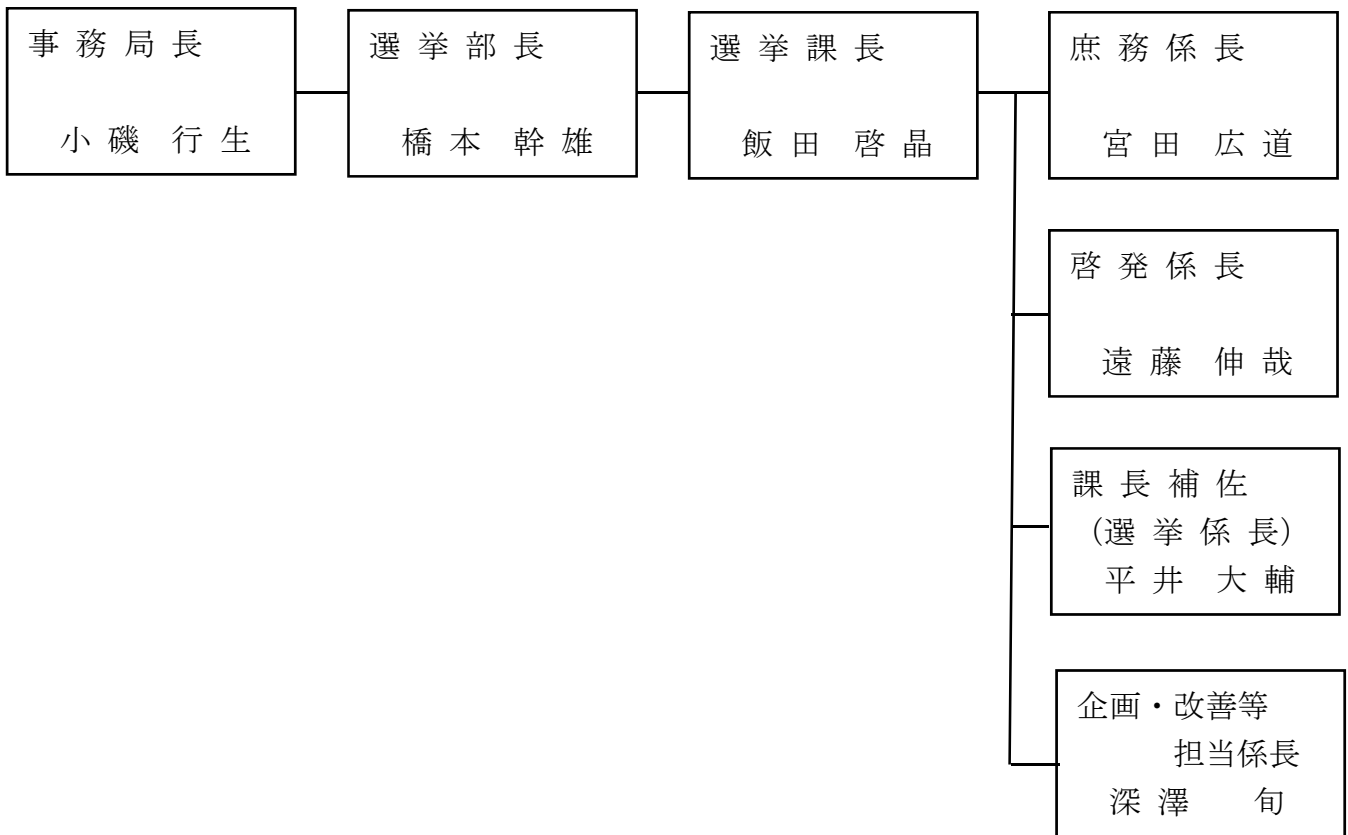 事務局長
小磯 行生
選挙部長
橋本 幹雄
選挙課長
飯田 啓晶
庶務係長
宮田 広道
啓発係長
遠藤 伸哉
課長補佐
(選挙係長)
平井 大輔
企画・改善等
担当係長
深澤 旬